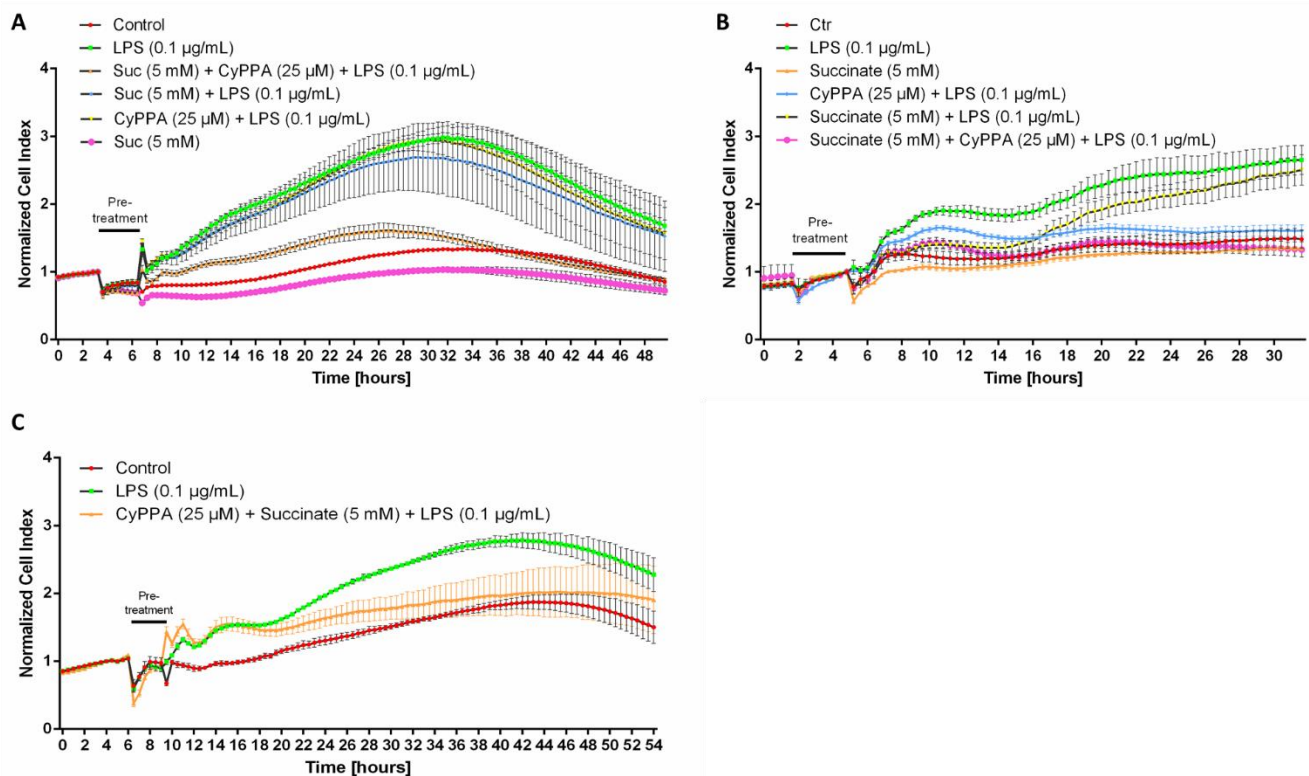 A
Control
LPS (0.1 µg/mL)
Suc (5 mM) + CyPPA (25 µM) + LPS (0.1 µg/mL)
Suc (5 mM) + LPS (0.1 µg/mL)
CyPPA (25 µM) + LPS (0.1 µg/mL)
Suc (5 mM)
Normalized Cell Index
4
3
2
1
0
Pre-
treatment
0 2 4 6 8 10 12 14 16 18 20 22 24 26 28 30 32 34 36 38 40 42 44 46 48
Time [hours]
B
Ctr
LPS (0.1 µg/mL)
Succinate (5 mM)
CyPPA (25 µM) + LPS (0.1 µg/mL)
Succinate (5 mM) + LPS (0.1 µg/mL)
Succinate (5 mM) + CyPPA (25 µM) + LPS (0.1 µg/mL)
Normalized Cell Index
4
3
2
1
0
Pre-
treatment
0 2 4 6 8 10 12 14 16 18 20 22 24 26 28 30
Time [hours]
C
Control
LPS (0.1 µg/mL)
CyPPA (25 µM) + Succinate (5 mM) + LPS (0.1 µg/mL)
Normalized Cell Index
4
3
2
1
0
Pre-
treatment
0 2 4 6 8 10 12 14 16 18 20 22 24 26 28 30 32 34 36 38 40 42 44 46 48 50 52 54
Time [hours]